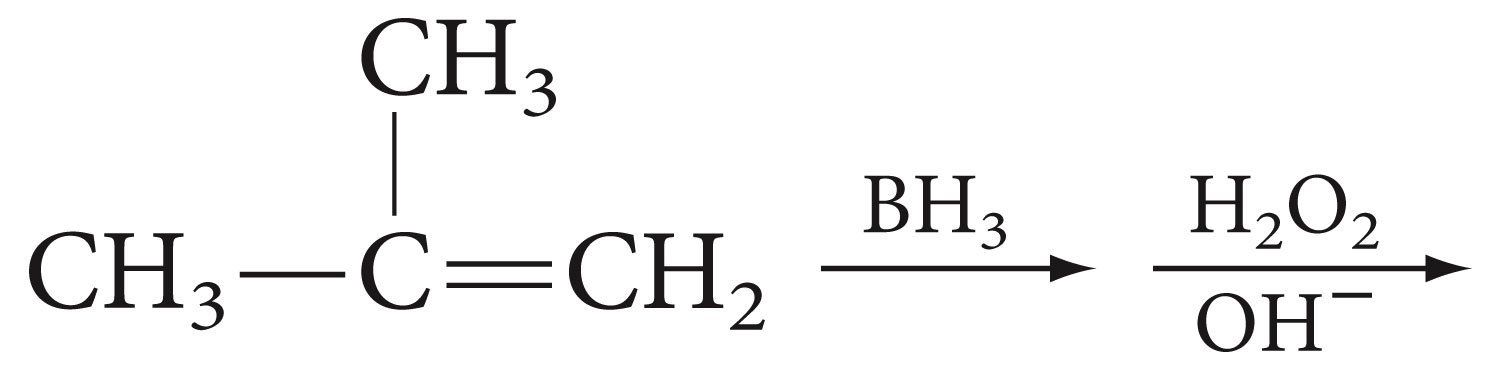 CH₃
BH₃ H₂O₂
CH₃—C=CH₂
OH⁻